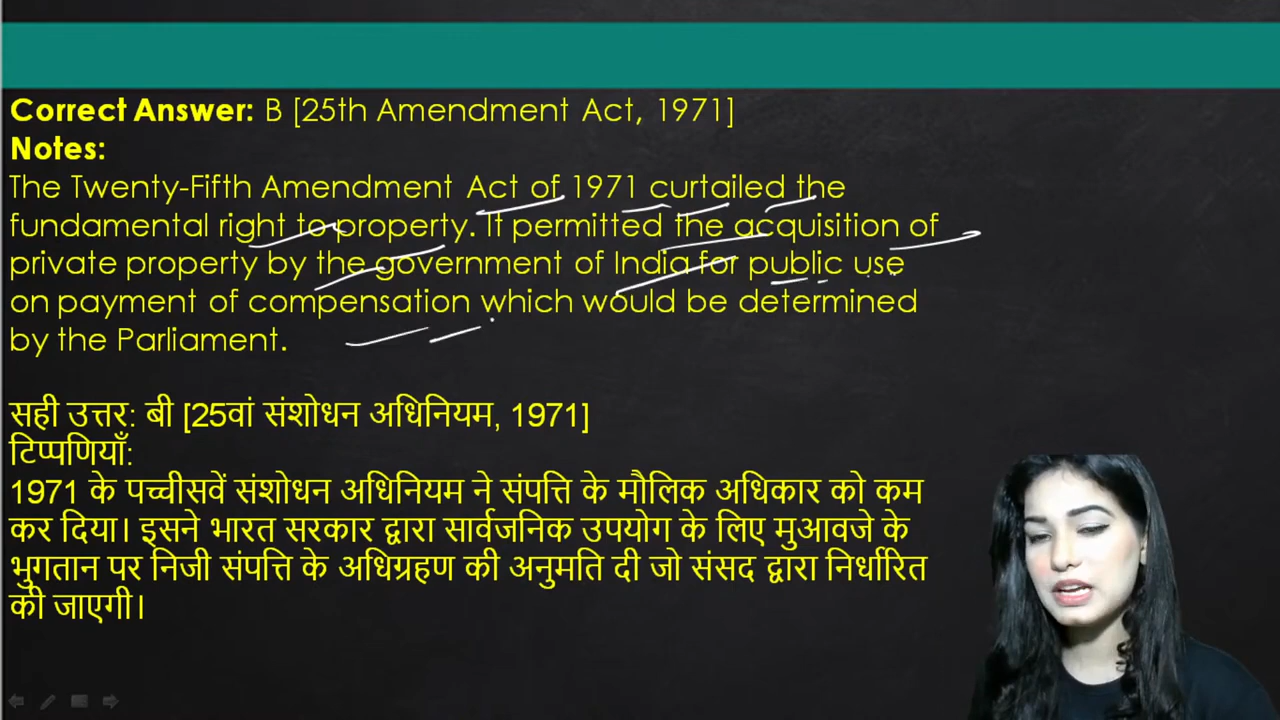 Correct Answer: B [25th Amendment Act, 1971]
Notes:
The Twenty-Fifth Amendment Act of 1971 curtailed the
fundamental right to property. It permitted the acquisition of
private property by the government of India for public use
on payment of compensation which would be determined
by the Parliament.
सही उत्तर: बी [25वां संशोधन अधिनियम, 1971]
टिप्पणियाँ:
1971 के पच्चीसवें संशोधन अधिनियम ने संपत्ति के मौलिक अधिकार को कम
कर दिया। इसने भारत सरकार द्वारा सार्वजनिक उपयोग के लिए मुआवजे के
भुगतान पर निजी संपत्ति के अधिग्रहण की अनुमति दी जो संसद द्वारा निर्धारित
की जाएगी।